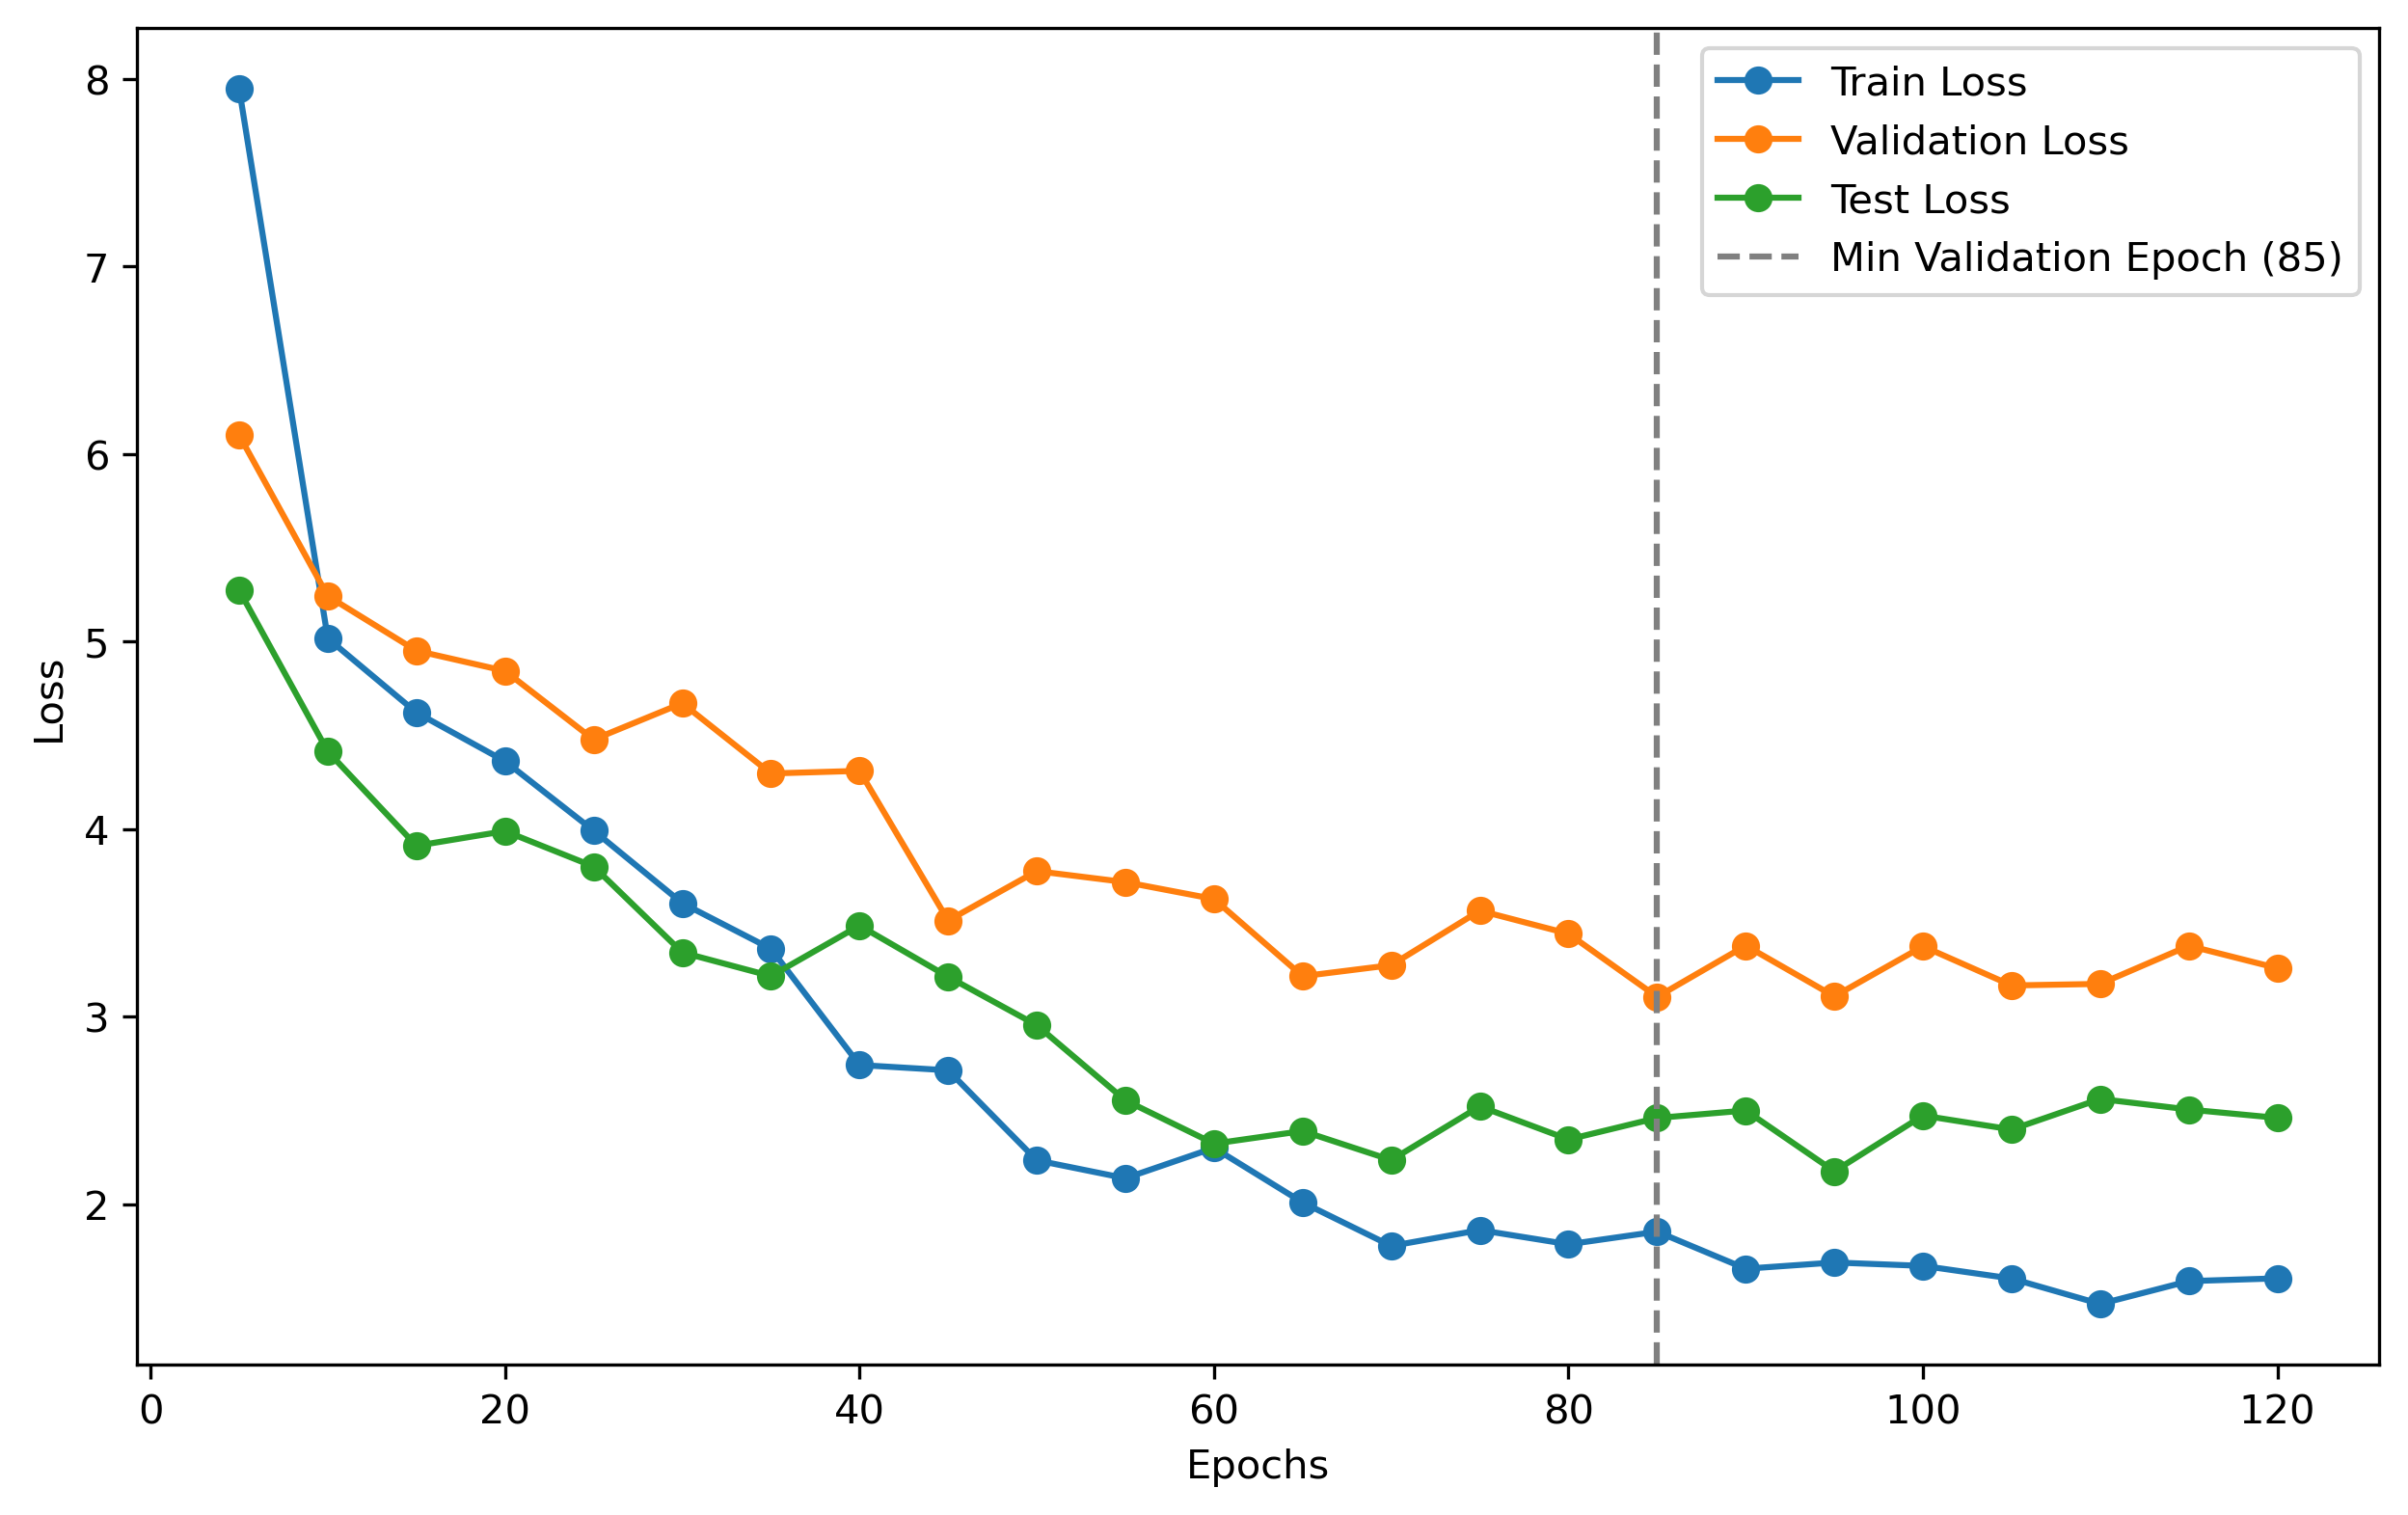 8
7
6
5
4
3
2
Loss
0 20 40 60 80 100 120
Epochs
Train Loss
Validation Loss
Test Loss
Min Validation Epoch (85)